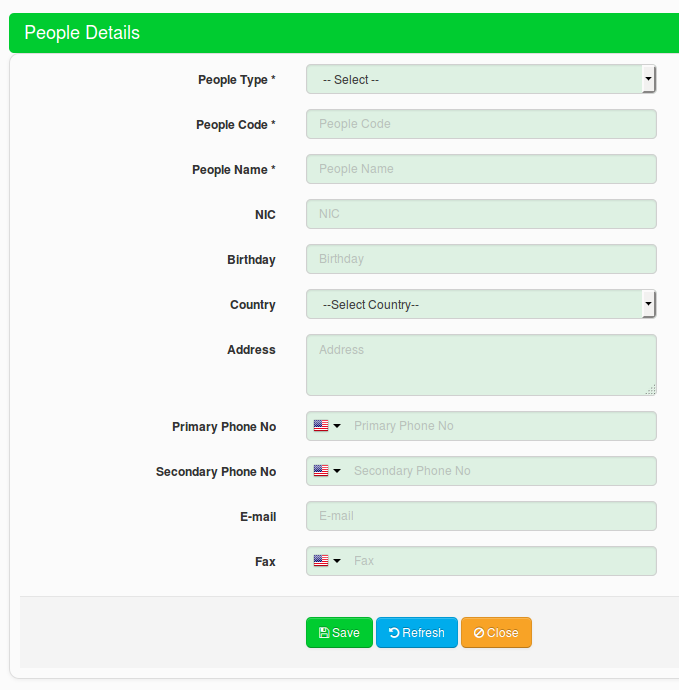 People Details
People Type *
-- Select --
People Code *
People Code
People Name *
People Name
NIC
NIC
Birthday
Birthday
Country
--Select Country--
Address
Address
Primary Phone No
Primary Phone No
Secondary Phone No
Secondary Phone No
E-mail
E-mail
Fax
Fax
Save Refresh Close